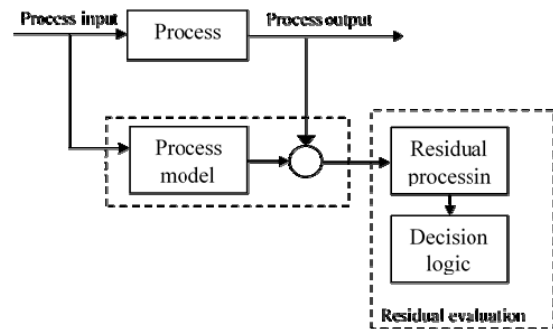 Process input
Process
Process output
Process
model
Residual
processin
Decision
logic
Residual evaluation